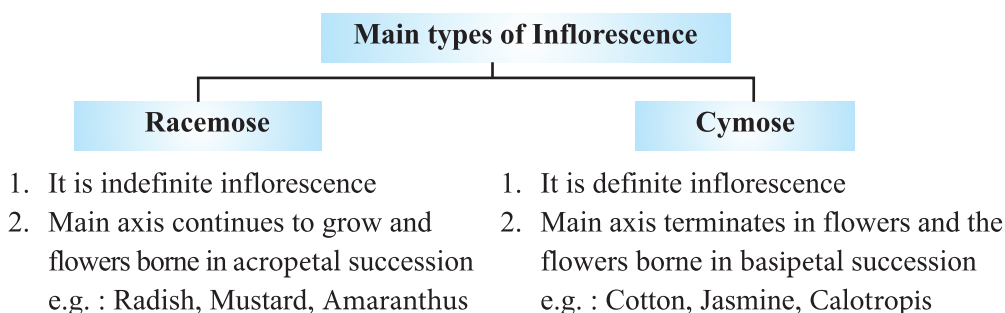 Main types of Inflorescence
Racemose
1. It is indefinite inflorescence
2. Main axis continues to grow and
flowers borne in acropetal succession
e.g. : Radish, Mustard, Amaranthus
Cymose
1. It is definite inflorescence
2. Main axis terminates in flowers and the
flowers borne in basipetal succession
e.g. : Cotton, Jasmine, Calotropis